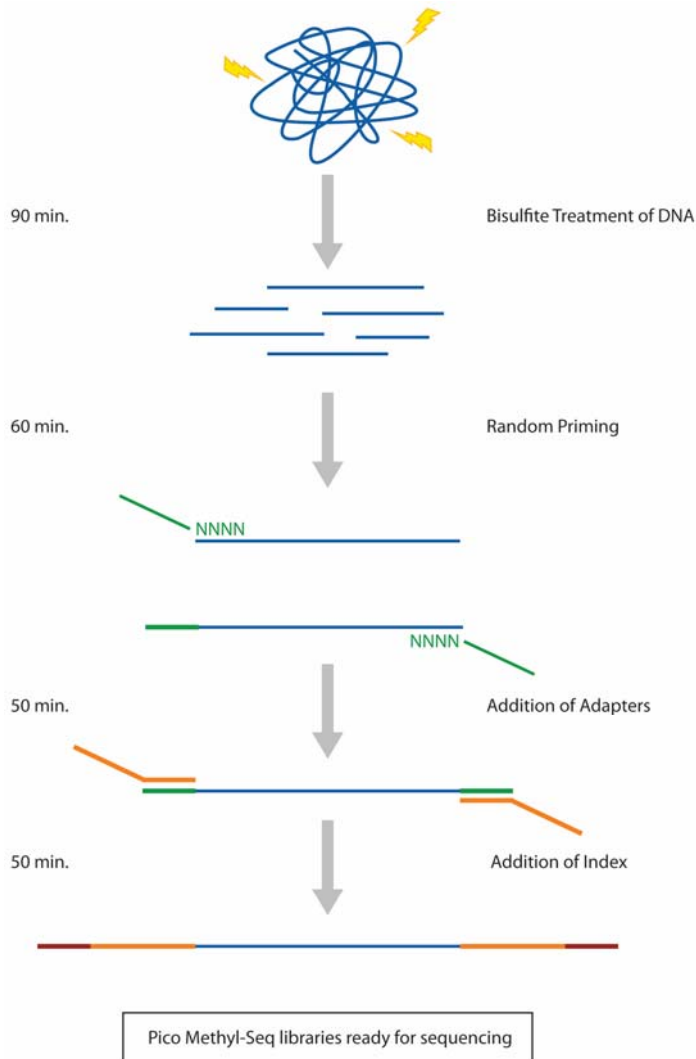 90 min.
Bisulfite Treatment of DNA
60 min.
Random Priming
NNNN
NNNN
50 min.
Addition of Adapters
50 min.
Addition of Index
Pico Methyl-Seq libraries ready for sequencing